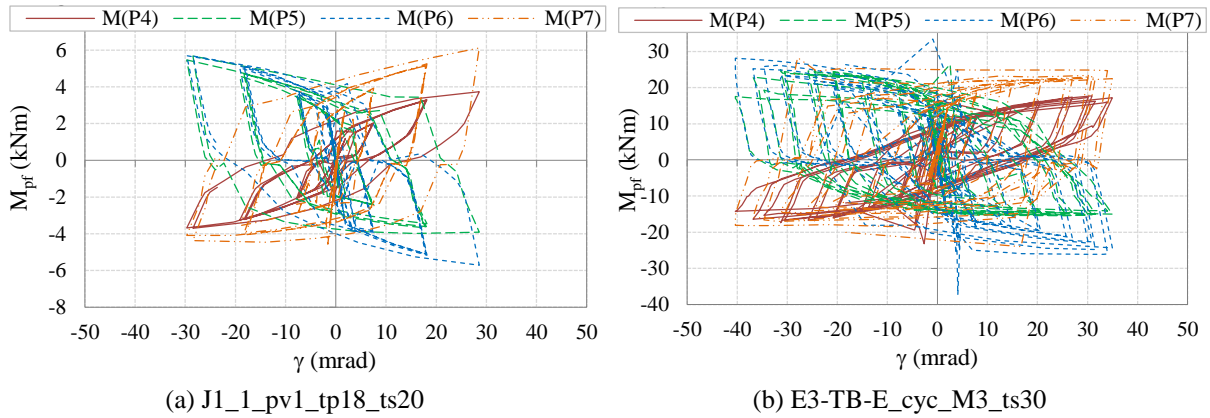 M(P4) M(P5) M(P6) M(P7)
6
4
2
0
-2
-4
-6
-8
M_pf (kNm)
-50 -40 -30 -20 -10 0 10 20 30 40 50
γ (mrad)
(a) J1_1_pv1_tp18_ts20
M(P4) M(P5) M(P6) M(P7)
30
20
10
0
-10
-20
-30
-40
M_pf (kNm)
-50 -40 -30 -20 -10 0 10 20 30 40 50
γ (mrad)
(b) E3-TB-E_cyc_M3_ts30